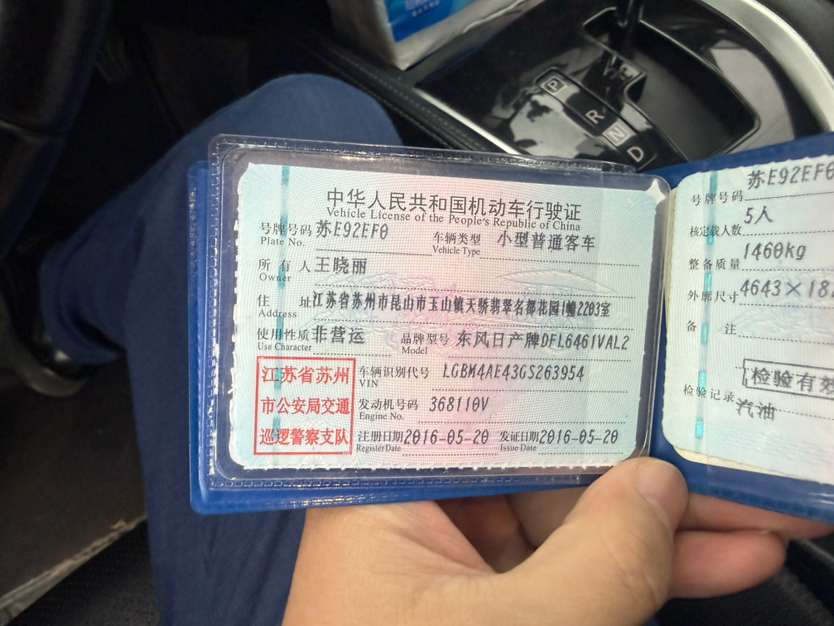 中华人民共和国机动车行驶证
Vehicle License of the People's Republic of China
号牌号码 苏E92EF0 车辆类型 小型普通客车
Plate No. Vehicle Type
所有人 王晓丽
Owner
住址 江苏省苏州市昆山市玉山镇天骄翡翠名都花园1幢2203室
Address
使用性质 非营运 品牌型号 东风日产牌DFL6461VAL2
Use Character Model
江苏省苏州
市公安局交通
巡逻警察支队
车辆识别代号 LGBM4AE43GS263954
VIN
发动机号码 368110V
Engine No.
注册日期 2016-05-20 发证日期 2016-05-20
Register Date Issue Date
号牌号码 苏E92EF0
核定载人数 5人
整备质量 1460kg
外廓尺寸 4643×182
备注
检验有效
检验记录
汽油
P
R
N
D